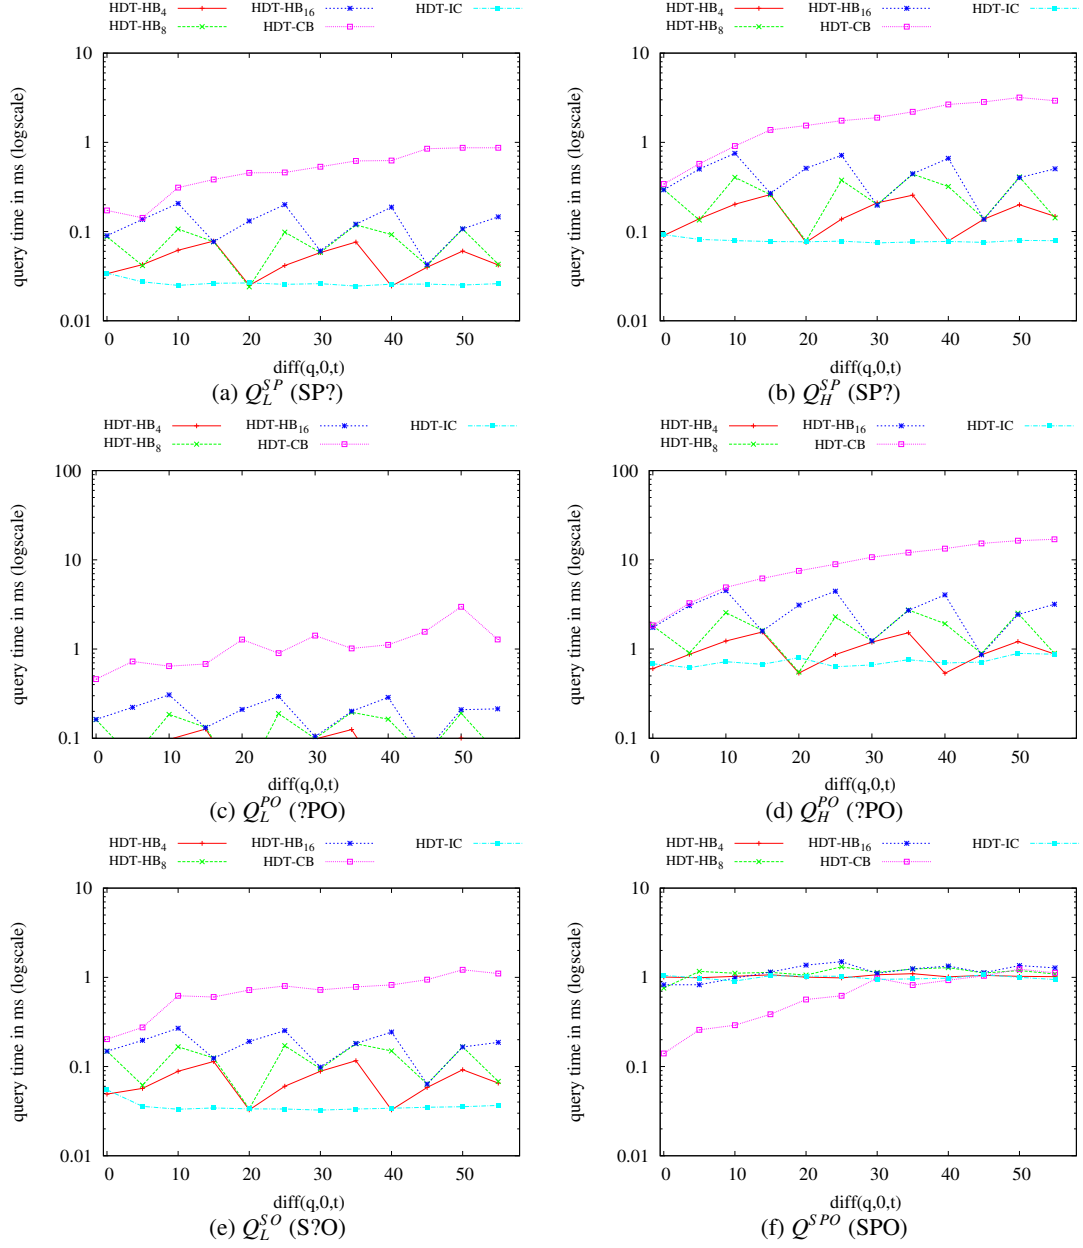 HDT-HB4 HDT-HB16 HDT-IC
HDT-HB8 HDT-CB
query time in ms (logscale)
10
1
0.1
0.01
0 10 20 30 40 50
diff(q,0,t)
(a) Q_L^SP (SP?)
HDT-HB4 HDT-HB16 HDT-IC
HDT-HB8 HDT-CB
query time in ms (logscale)
10
1
0.1
0.01
0 10 20 30 40 50
diff(q,0,t)
(b) Q_H^SP (SP?)
HDT-HB4 HDT-HB16 HDT-IC
HDT-HB8 HDT-CB
query time in ms (logscale)
100
10
1
0.1
0 10 20 30 40 50
diff(q,0,t)
(c) Q_L^PO (?PO)
HDT-HB4 HDT-HB16 HDT-IC
HDT-HB8 HDT-CB
query time in ms (logscale)
100
10
1
0.1
0 10 20 30 40 50
diff(q,0,t)
(d) Q_H^PO (?PO)
HDT-HB4 HDT-HB16 HDT-IC
HDT-HB8 HDT-CB
query time in ms (logscale)
10
1
0.1
0.01
0 10 20 30 40 50
diff(q,0,t)
(e) Q_L^SO (S?O)
HDT-HB4 HDT-HB16 HDT-IC
HDT-HB8 HDT-CB
query time in ms (logscale)
10
1
0.1
0.01
0 10 20 30 40 50
diff(q,0,t)
(f) Q^SPO (SPO)